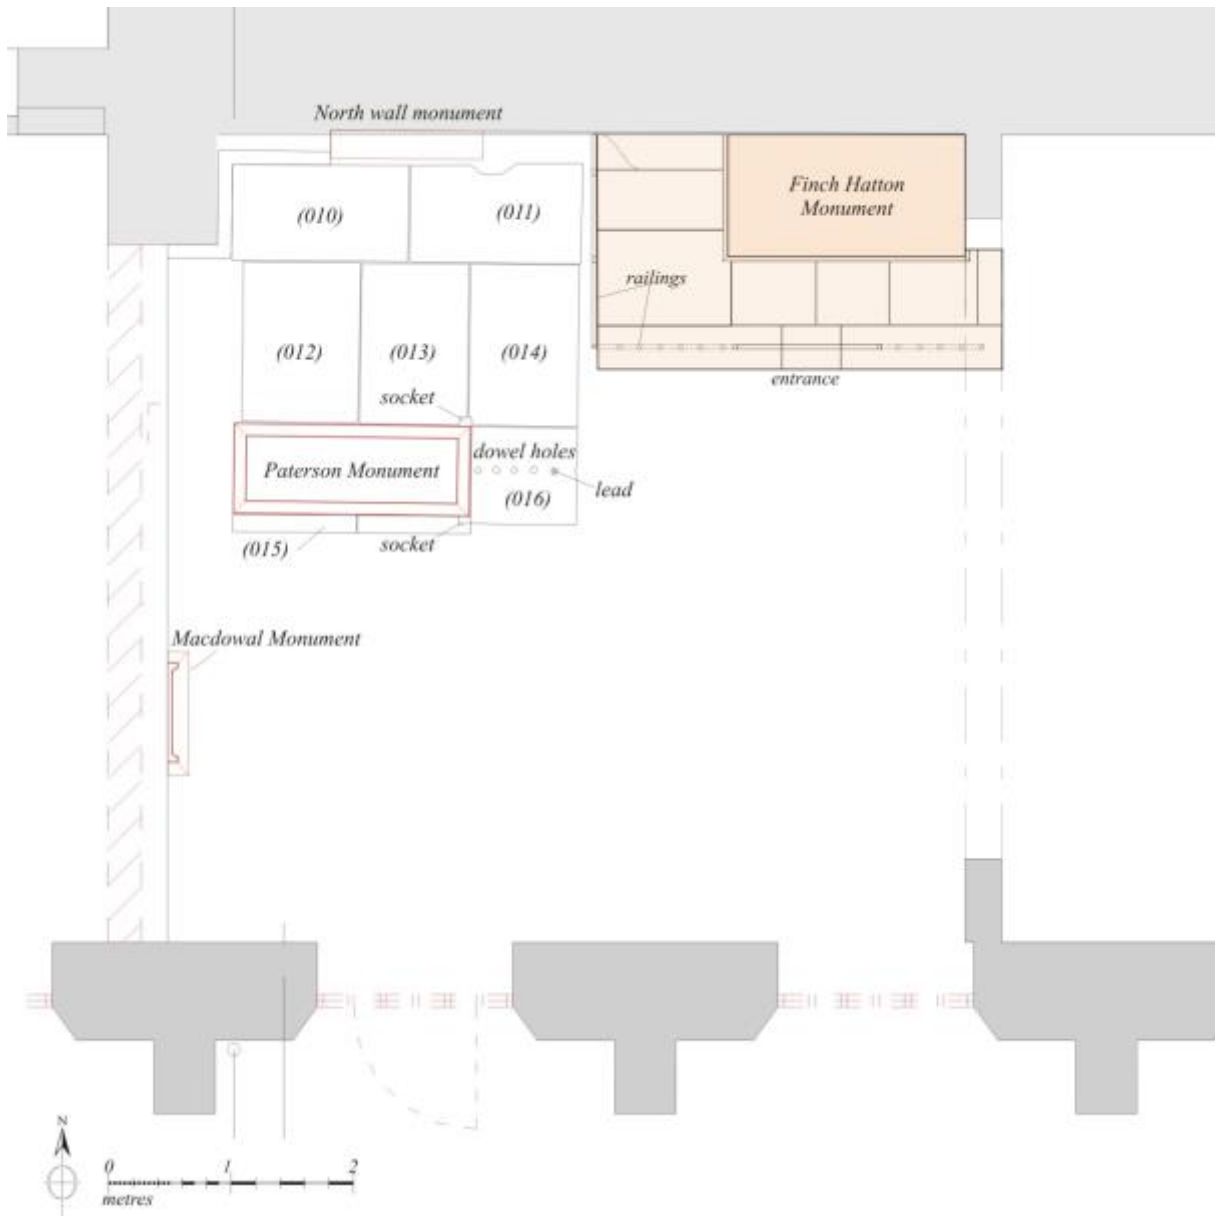 North wall monument
Finch Hatton
Monument
(010)
(011)
railings
(012)
(013)
(014)
entrance
socket
dowel holes
Paterson Monument
lead
(016)
(015)
socket
Macdowal Monument
N
0 1 2
metres